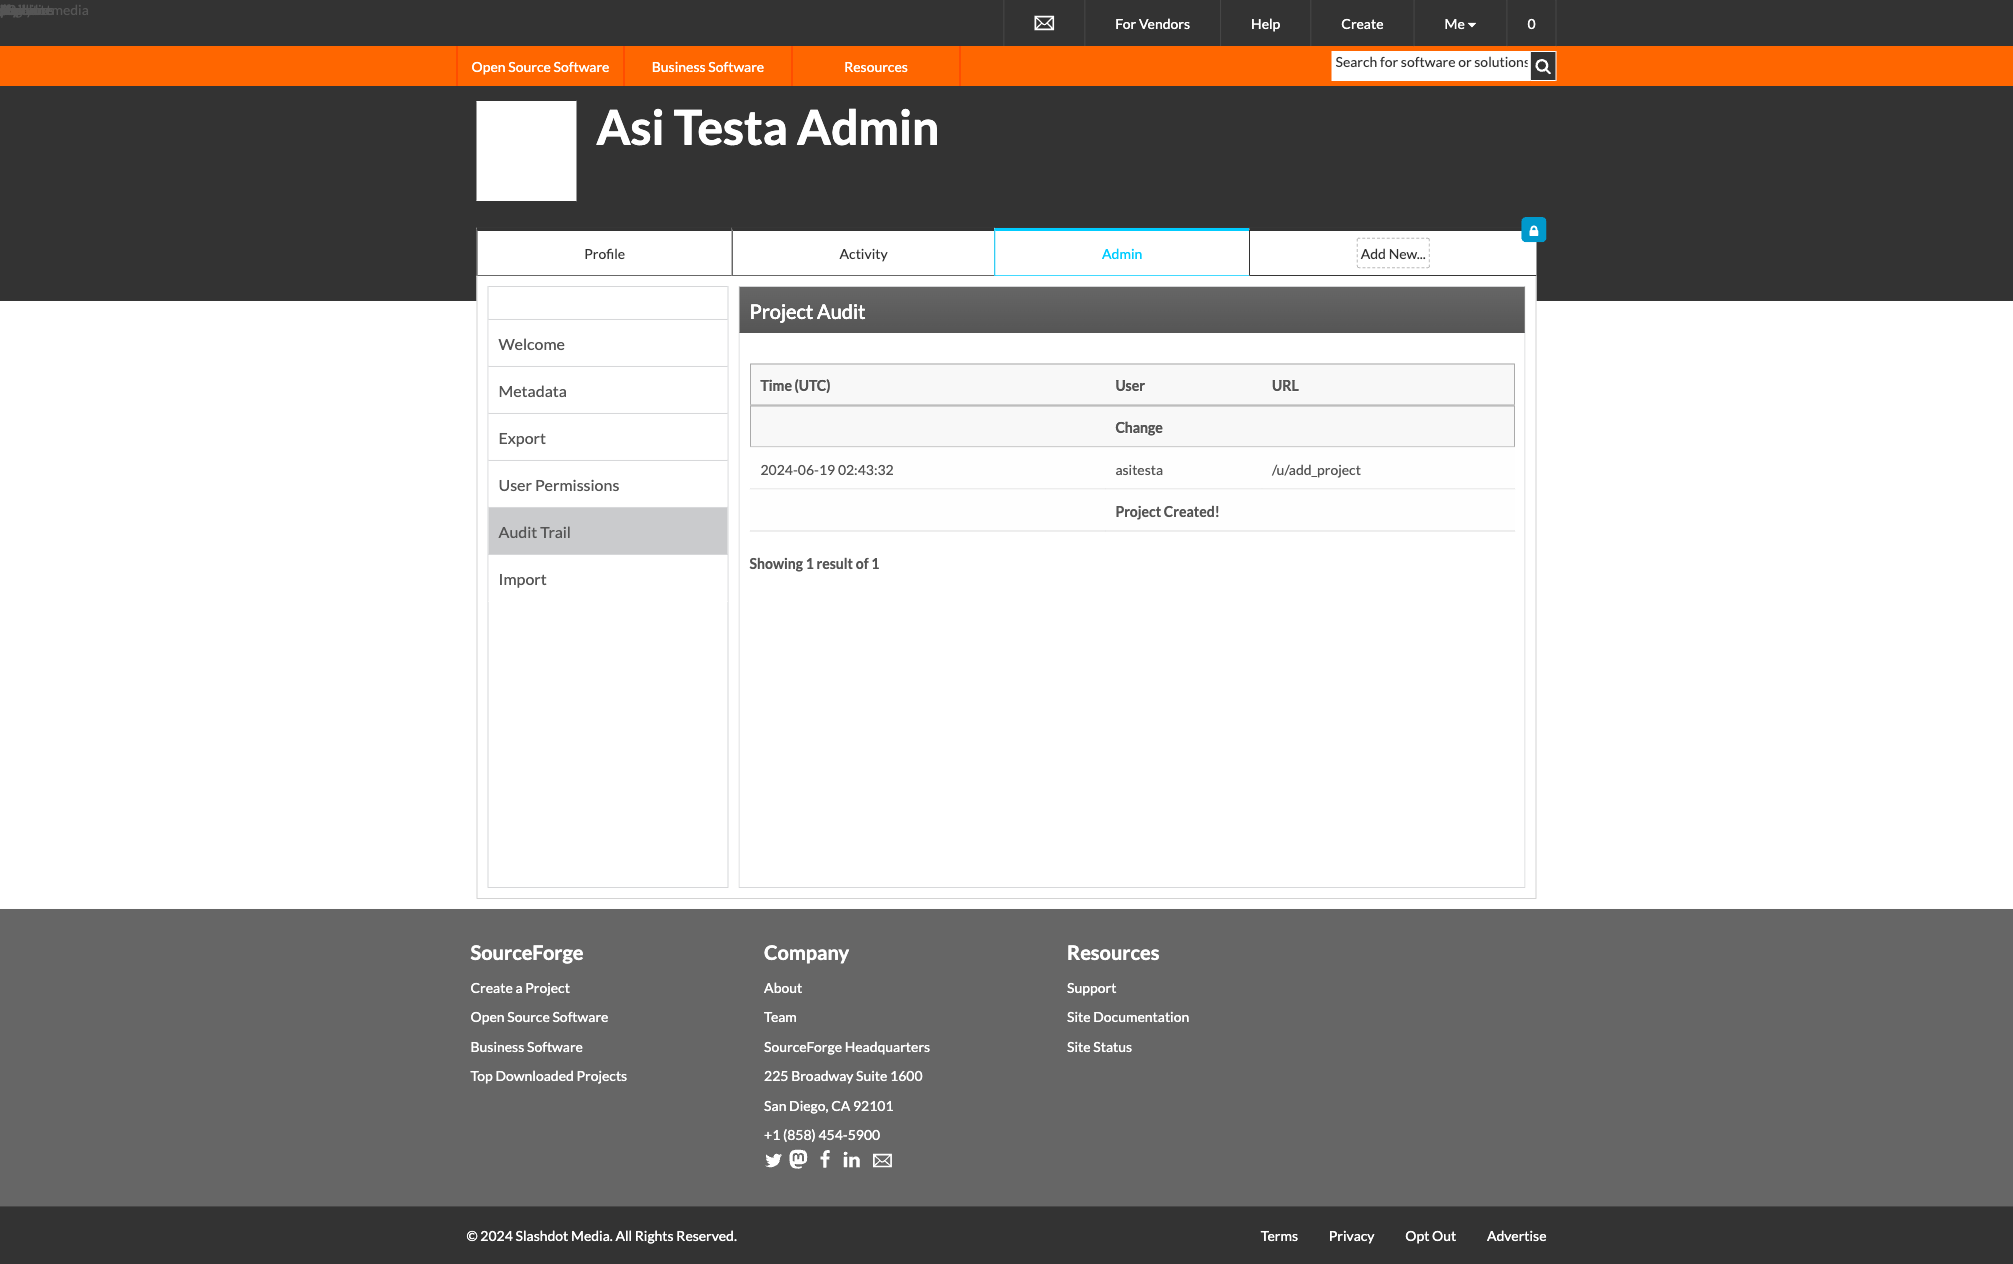 For Vendors
Help
Create
Me
0
Open Source Software
Business Software
Resources
Search for software or solutions
Asi Testa Admin
Profile
Activity
Admin
Add New...
Welcome
Metadata
Export
User Permissions
Audit Trail
Import
Project Audit
Time (UTC) User URL
Change
2024-06-19 02:43:32 asitesta /u/add_project
Project Created!
Showing 1 result of 1
SourceForge
Create a Project
Open Source Software
Business Software
Top Downloaded Projects
Company
About
Team
SourceForge Headquarters
225 Broadway Suite 1600
San Diego, CA 92101
+1 (858) 454-5900
Resources
Support
Site Documentation
Site Status
© 2024 Slashdot Media. All Rights Reserved.
Terms
Privacy
Opt Out
Advertise